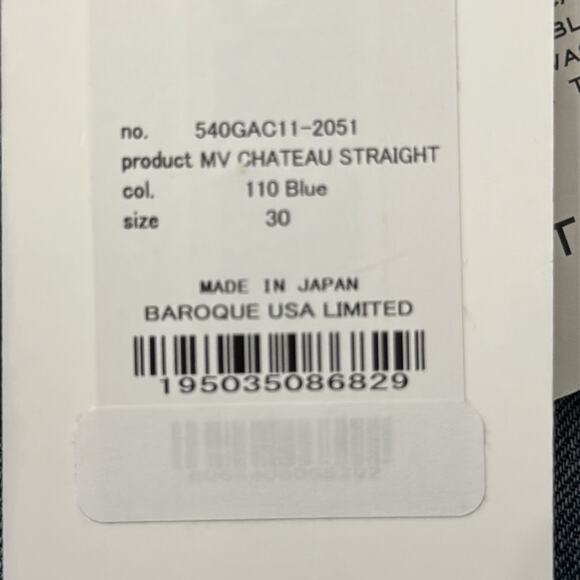 no. 540GAC11-2051
product MV CHATEAU STRAIGHT
col. 110 Blue
size 30
MADE IN JAPAN
BAROQUE USA LIMITED
195035086829